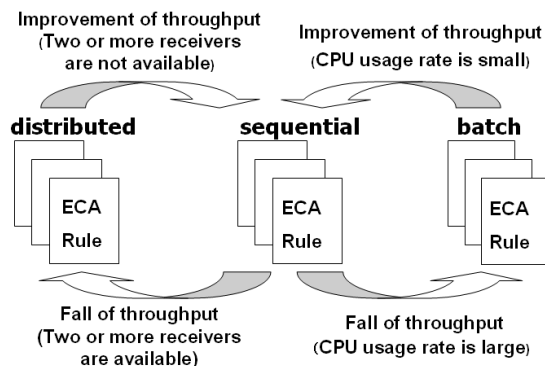 Improvement of throughput
(Two or more receivers
are not available)
Improvement of throughput
(CPU usage rate is small)
distributed
sequential
batch
ECA
Rule
ECA
Rule
ECA
Rule
Fall of throughput
(Two or more receivers
are available)
Fall of throughput
(CPU usage rate is large)